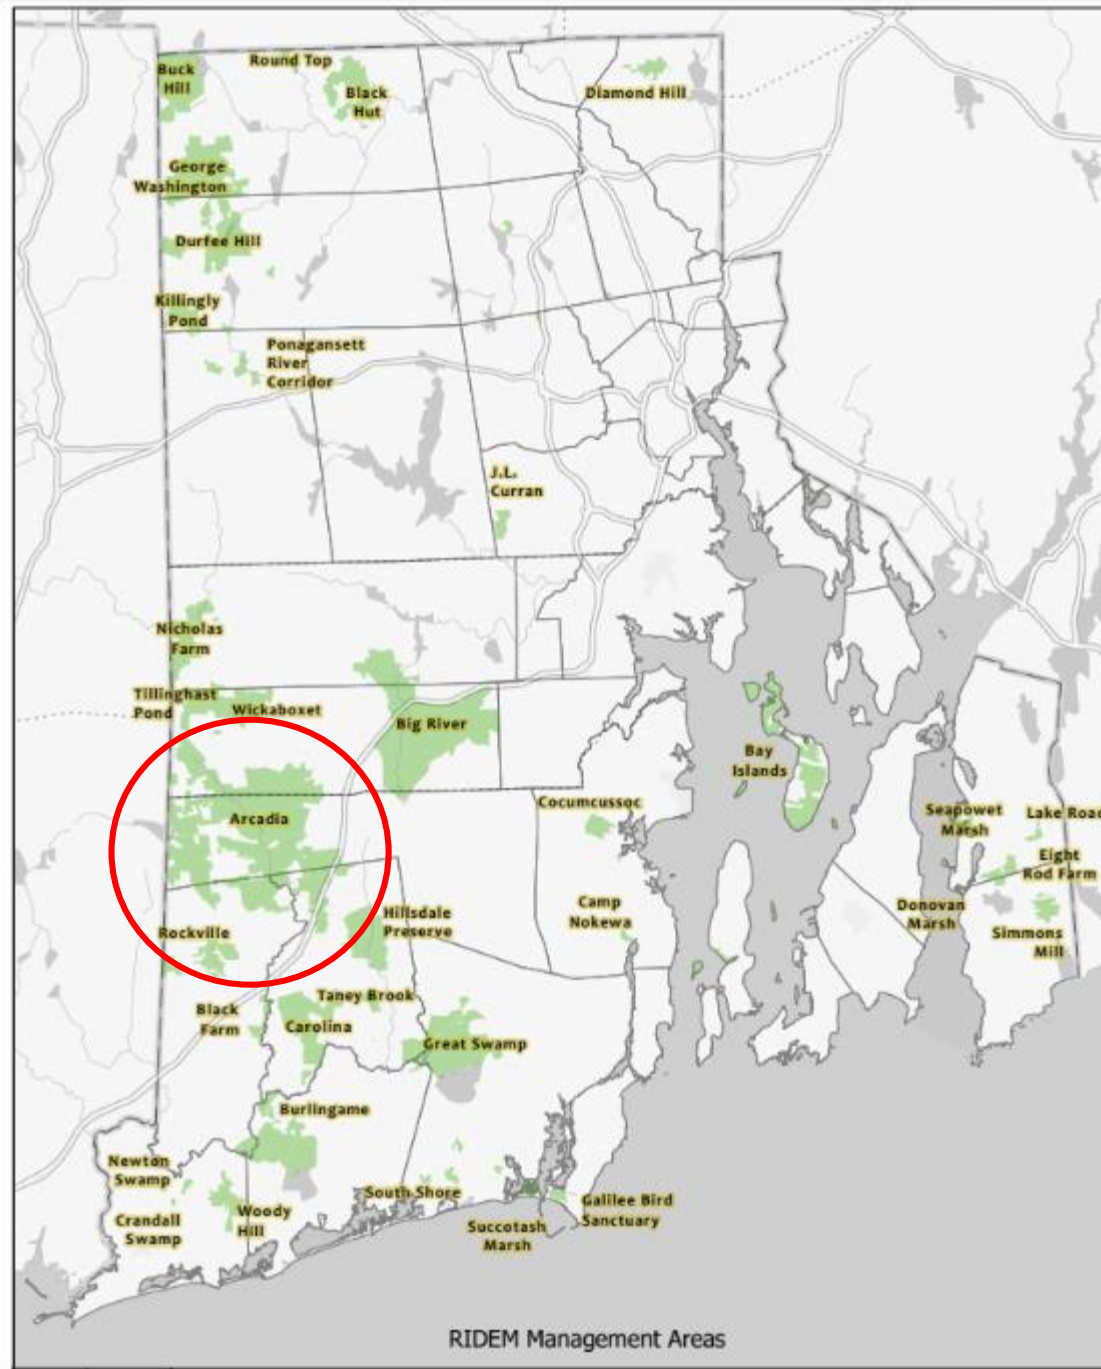 Round Top
Buck
Hill
Black
Hut
Diamond Hill
George
Washington
Durfee Hill
Killingly
Pond
Ponagansett
River
Corridor
J.L.
Curran
Nicholas
Farm
Tillinghast
Pond
Wickaboxet
Big River
Bay
Islands
Arcadia
Cocumcussoc
Seapowet
Marsh
Lake Road
Eight
Rod Farm
Camp
Nokewa
Donovan
Marsh
Simmons
Mill
Hillsdale
Preserve
Rockville
Taney Brook
Black
Farm
Carolina
Great Swamp
Burlingame
Newton
Swamp
South Shore
Galilee Bird
Sanctuary
Woody
Hill
Crandall
Swamp
Succotash
Marsh
RIDEM Management Areas